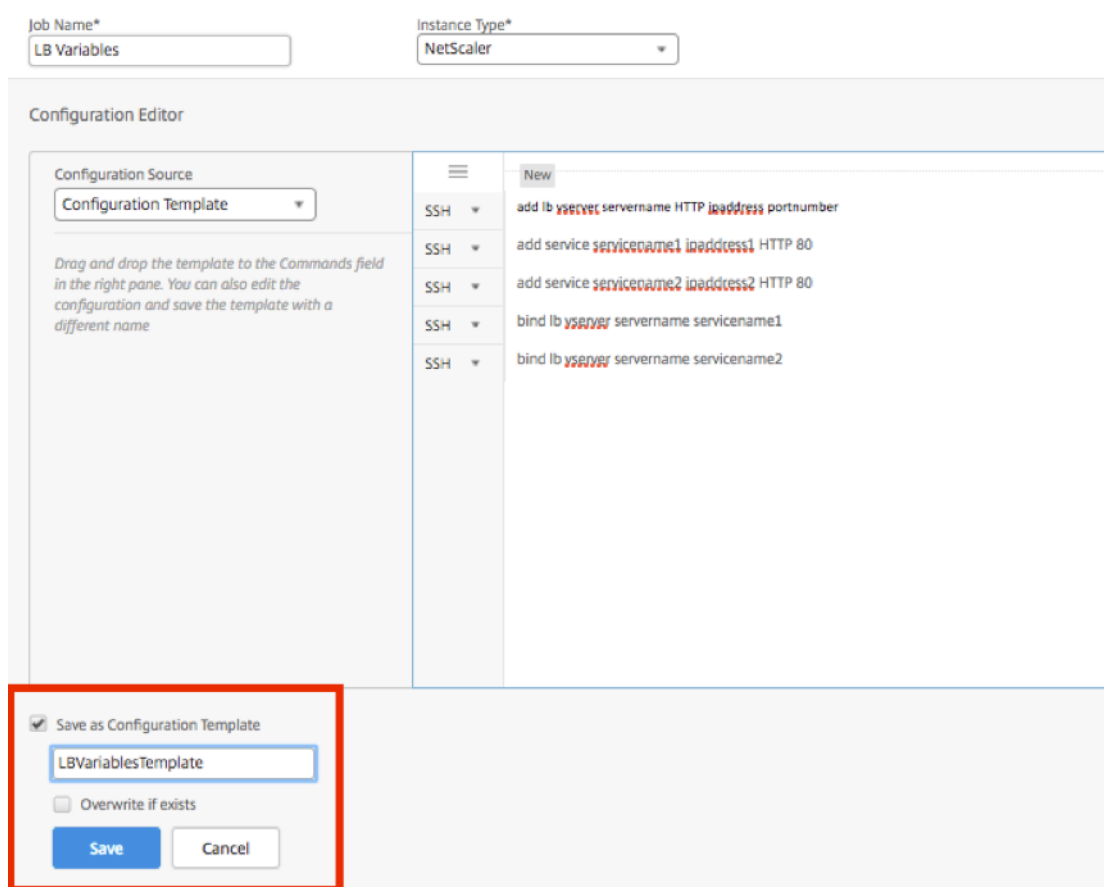 Job Name*
Instance Type*
LB Variables
NetScaler
Configuration Editor
Configuration Source
Configuration Template
Drag and drop the template to the Commands field
in the right pane. You can also edit the
configuration and save the template with a
different name
New
SSH add lb vserver servername HTTP ipaddress portnumber
SSH add service servicename1 ipaddress1 HTTP 80
SSH add service servicename2 ipaddress2 HTTP 80
SSH bind lb vserver servername servicename1
SSH bind lb vserver servername servicename2
Save as Configuration Template
LBVariablesTemplate
Overwrite if exists
Save
Cancel